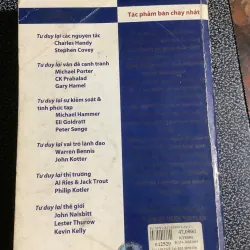 Tác phẩm bán chạy nhất
Tư duy lại các nguyên tắc
Charles Hendy
Stephen Covey
Tư duy lại vấn đề cạnh tranh
Michael Porter
CK Prahalad
Gary Hamel
Tư duy lại sự kiểm soát &
tính phức tạp
Michael Hammer
Eli Goldratt
Peter Senge
Tư duy lại vai trò lãnh đạo
Warren Bennis
John Kotter
Tư duy lại thị trường
Al Ries & Jack Trout
Philip Kotler
Tư duy lại thế giới
John Naisbitt
Lester Thurow
Kevin Kelly